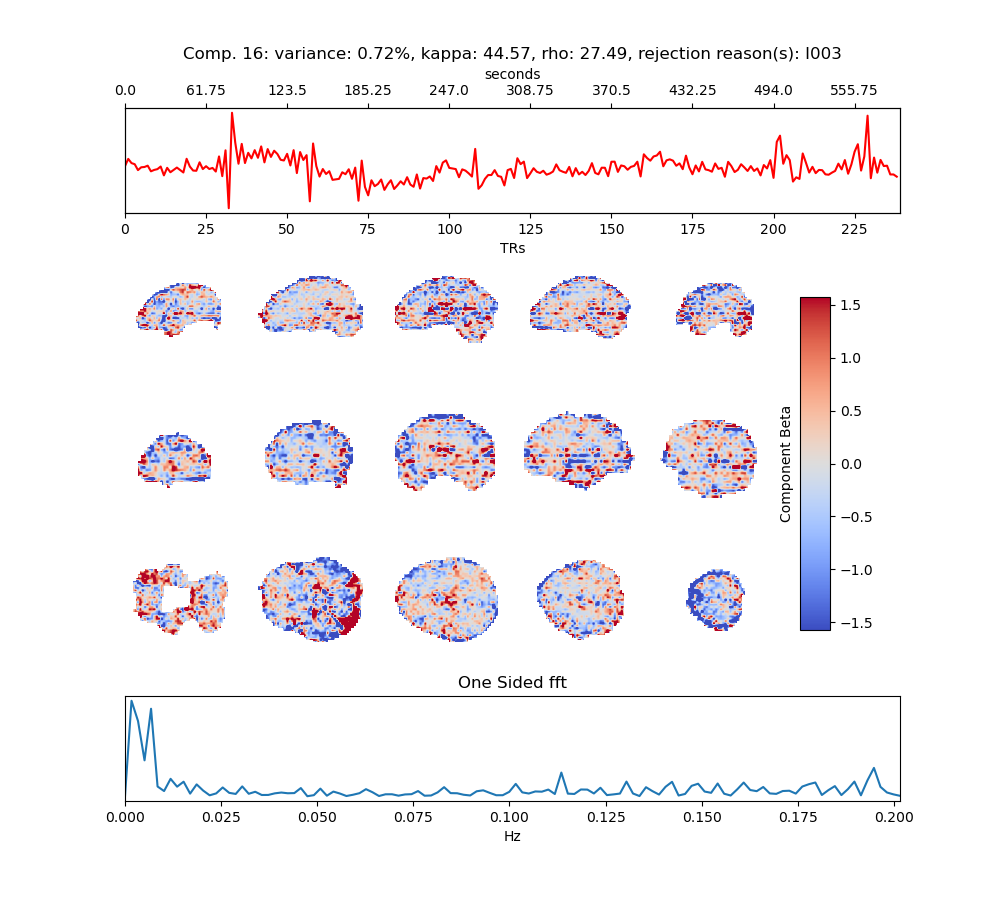 Comp. 16: variance: 0.72%, kappa: 44.57, rho: 27.49, rejection reason(s): I003
seconds
0.0 61.75 123.5 185.25 247.0 308.75 370.5 432.25 494.0 555.75
0 25 50 75 100 125 150 175 200 225
TRs
1.5
1.0
0.5
0.0
−0.5
−1.0
−1.5
Component Beta
One Sided fft
0.000 0.025 0.050 0.075 0.100 0.125 0.150 0.175 0.200
Hz